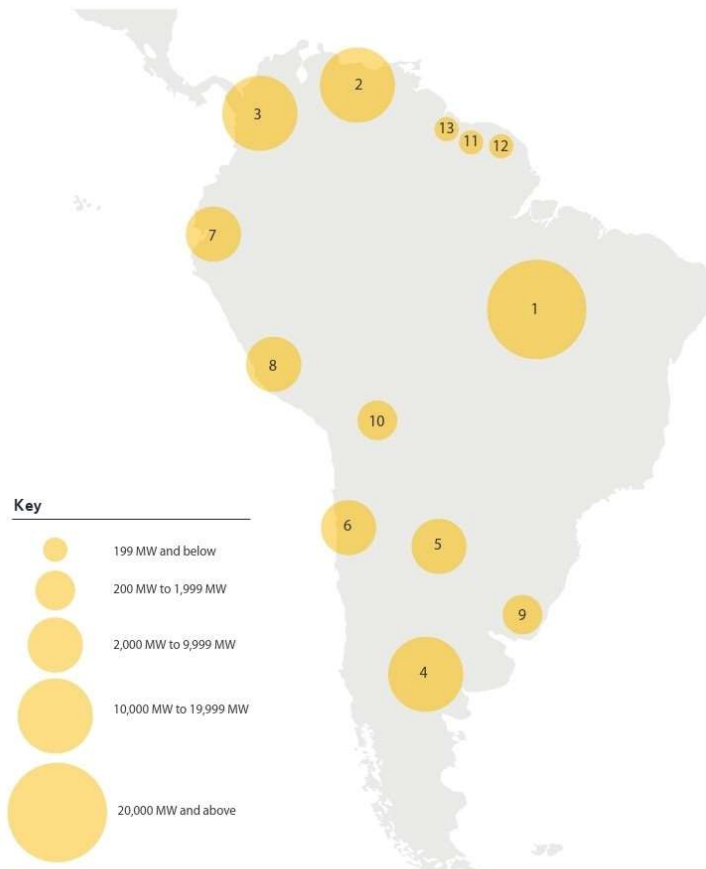 2
3
13
11
12
7
1
8
10
6
5
9
4
Key
199 MW and below
200 MW to 1,999 MW
2,000 MW to 9,999 MW
10,000 MW to 19,999 MW
20,000 MW and above